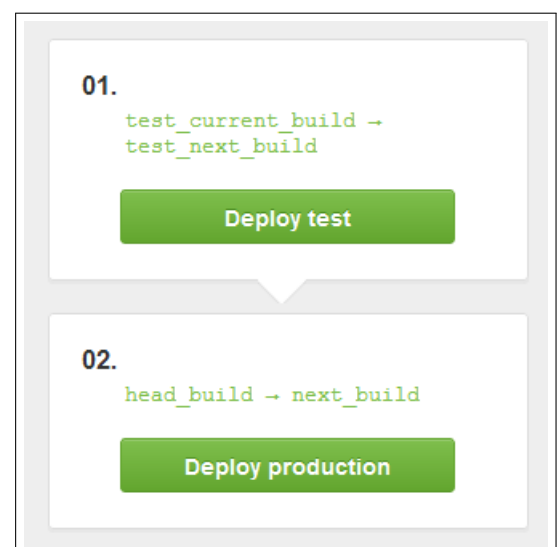 01.
test_current_build →
test_next_build
Deploy test
02.
head_build → next_build
Deploy production